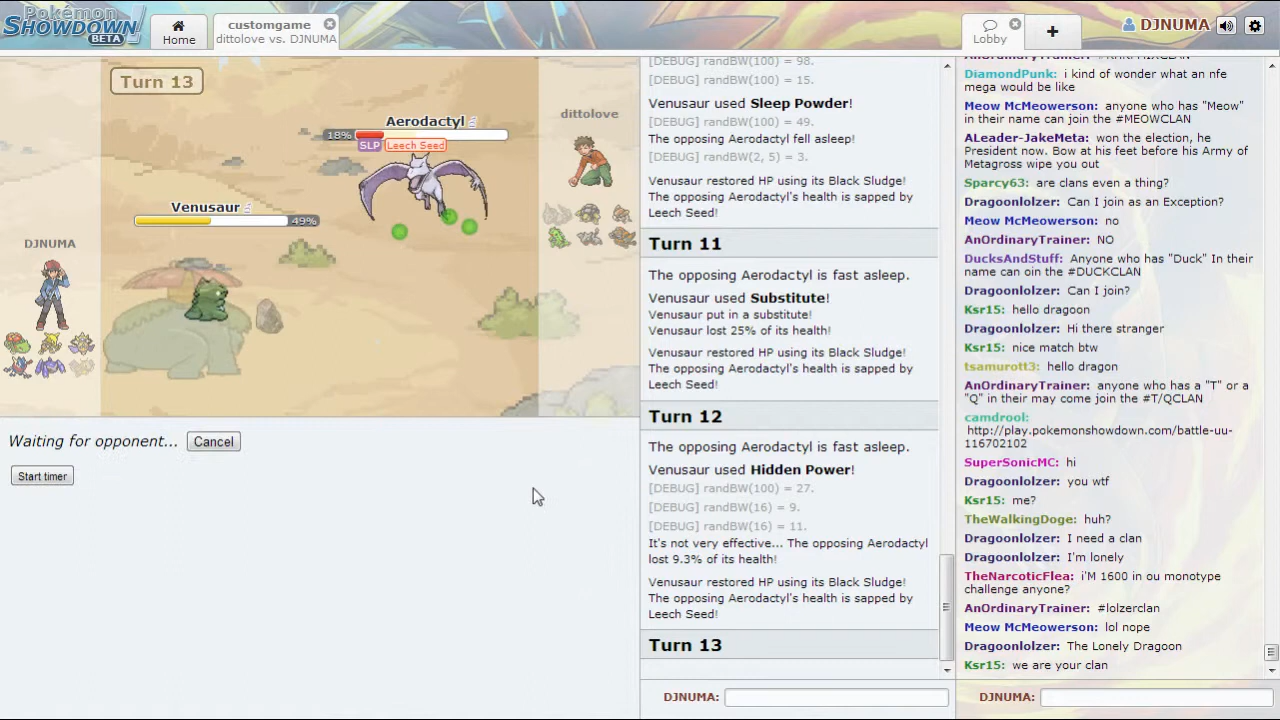 Pokémon
SHOWDOWN!
BETA
Home
customgame
dittolove vs. DJNUMA
Lobby
+
DJNUMA
Turn 13
Aerodactyl
18%
SLP Leech Seed
dittolove
Venusaur
49%
DJNUMA
Waiting for opponent... Cancel
Start timer
[DEBUG] randBW(100) = 98.
[DEBUG] randBW(100) = 15.
Venusaur used Sleep Powder!
[DEBUG] randBW(100) = 49.
The opposing Aerodactyl fell asleep!
[DEBUG] randBW(2, 5) = 3.
Venusaur restored HP using its Black Sludge!
The opposing Aerodactyl's health is sapped by
Leech Seed!
Turn 11
The opposing Aerodactyl is fast asleep.
Venusaur used Substitute!
Venusaur put in a substitute!
Venusaur lost 25% of its health!
Venusaur restored HP using its Black Sludge!
The opposing Aerodactyl's health is sapped by
Leech Seed!
Turn 12
The opposing Aerodactyl is fast asleep.
Venusaur used Hidden Power!
[DEBUG] randBW(100) = 27.
[DEBUG] randBW(16) = 9.
[DEBUG] randBW(16) = 11.
It's not very effective... The opposing Aerodactyl
lost 9.3% of its health!
Venusaur restored HP using its Black Sludge!
The opposing Aerodactyl's health is sapped by
Leech Seed!
Turn 13
DJNUMA:
DiamondPunk: i kind of wonder what an nfe
mega would be like
Meow McMeowerson: anyone who has "Meow"
in their name can join the #MEOWCLAN
ALeader-JakeMeta: won the election, he
President now. Bow at his feet before his Army of
Metagross wipe you out
Sparcy63: are clans even a thing?
Dragoonlolzer: Can I join as an Exception?
Meow McMeowerson: no
AnOrdinaryTrainer: NO
DucksAndStuff: Anyone who has "Duck" In their
name can oin the #DUCKCLAN
Dragoonlolzer: Can I join?
Ksr15: hello dragoon
Dragoonlolzer: Hi there stranger
Ksr15: nice match btw
tsamurott3: hello dragon
AnOrdinaryTrainer: anyone who has a "T" or a
"Q" in their may come join the #T/QCLAN
camdrool:
http://play.pokemonshowdown.com/battle-uu-
116702102
SuperSonicMC: hi
Dragoonlolzer: you wtf
Ksr15: me?
TheWalkingDoge: huh?
Dragoonlolzer: I need a clan
Dragoonlolzer: I'm lonely
TheNarcoticFlea: i'M 1600 in ou monotype
challenge anyone?
AnOrdinaryTrainer: #lolzerclan
Meow McMeowerson: lol nope
Dragoonlolzer: The Lonely Dragoon
Ksr15: we are your clan
DJNUMA: